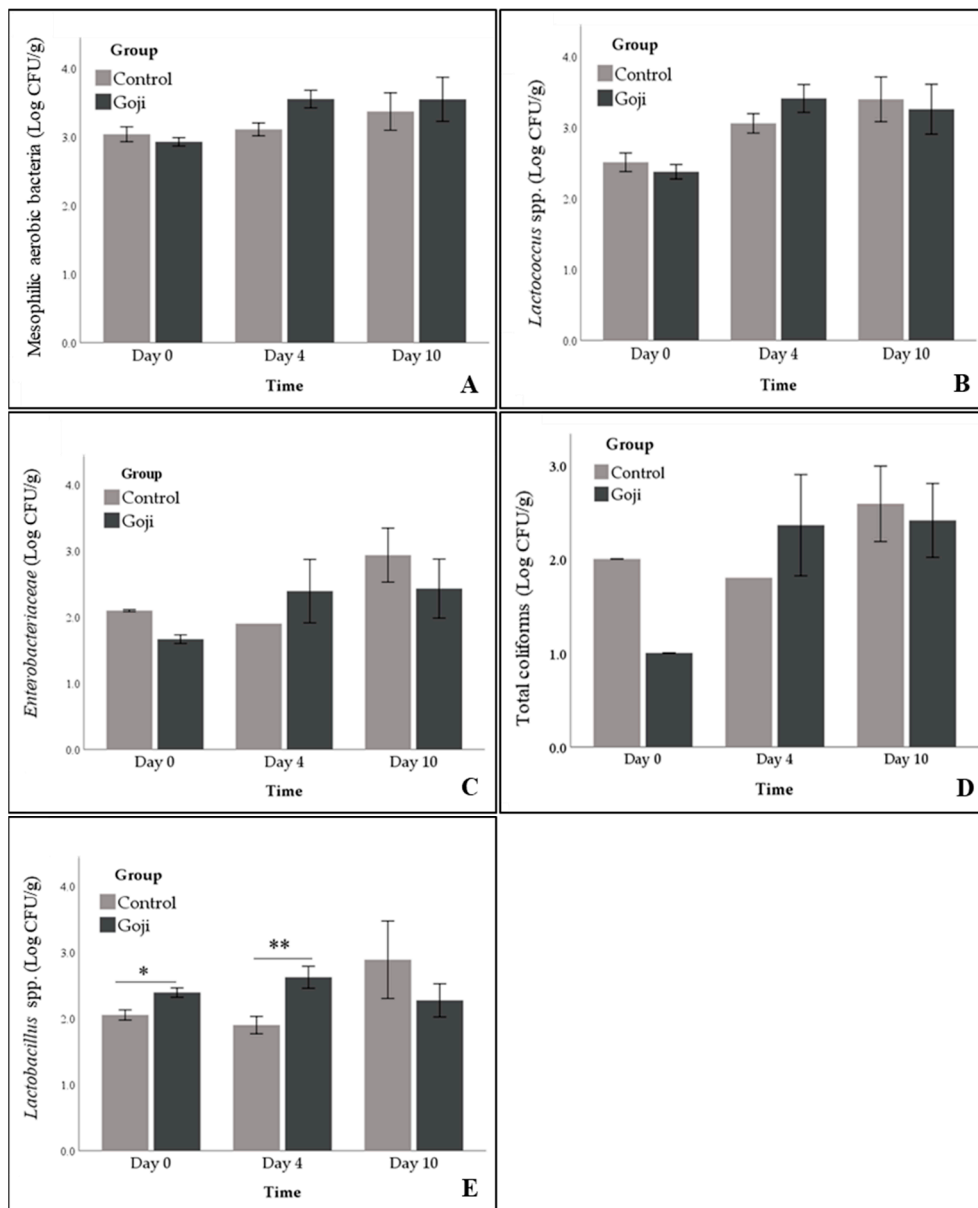 Mesophilic aerobic bacteria (Log CFU/g)
Group
Control
Goji
4.0
3.0
2.0
1.0
0.0
Day 0 Day 4 Day 10
Time
A
Lactococcus spp. (Log CFU/g)
Group
Control
Goji
4.0
3.0
2.0
1.0
0.0
Day 0 Day 4 Day 10
Time
B
Enterobacteriaceae (Log CFU/g)
Group
Control
Goji
4.0
3.0
2.0
1.0
0.0
Day 0 Day 4 Day 10
Time
C
Total coliforms (Log CFU/g)
Group
Control
Goji
3.0
2.0
1.0
0.0
Day 0 Day 4 Day 10
Time
D
Lactobacillus spp. (Log CFU/g)
Group
Control
Goji
4.0
3.0
2.0
1.0
0.0
*
**
Day 0 Day 4 Day 10
Time
E